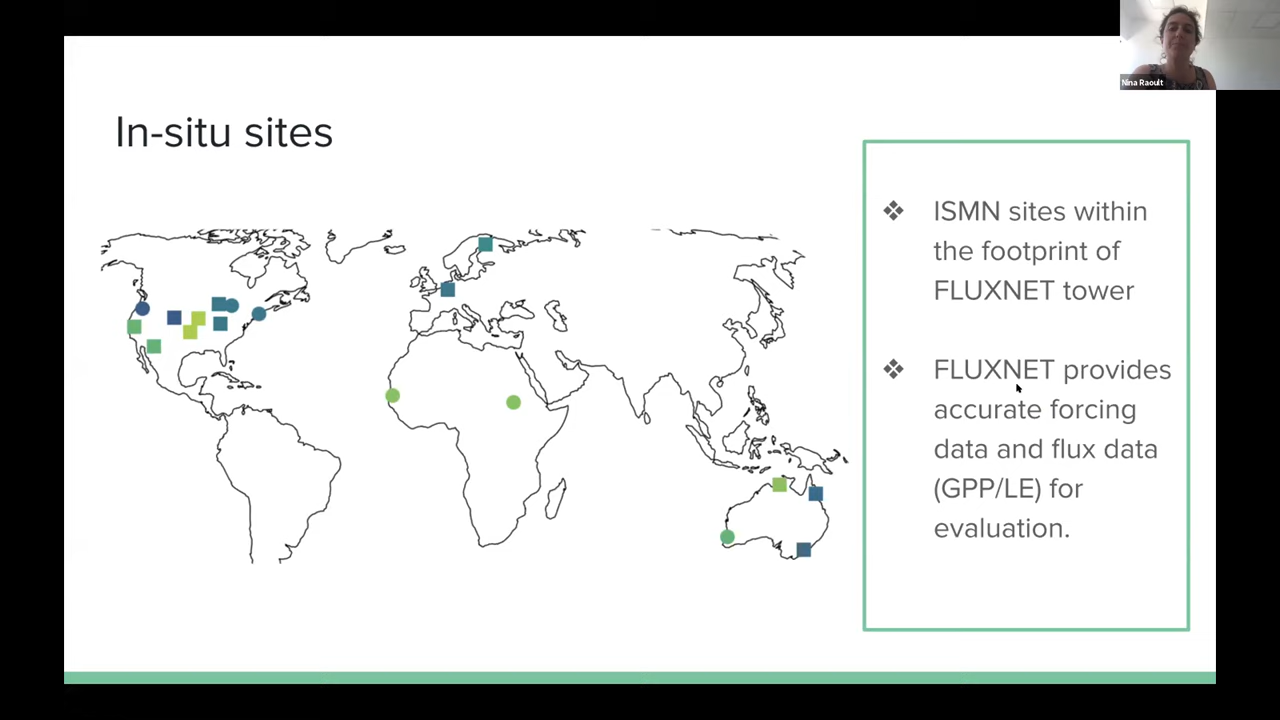 Nina Raoult
In-situ sites
❖ ISMN sites within
the footprint of
FLUXNET tower
❖ FLUXNET provides
accurate forcing
data and flux data
(GPP/LE) for
evaluation.